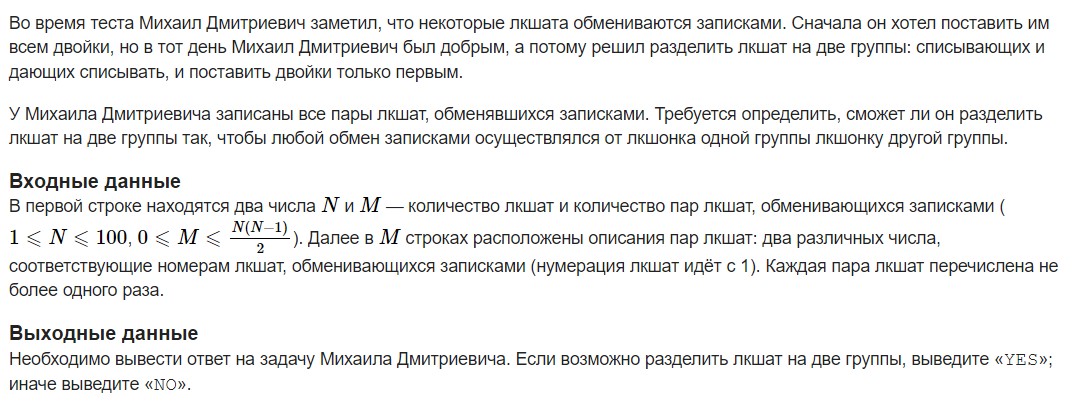 Во время теста Михаил Дмитриевич заметил, что некоторые лкшата обмениваются записками. Сначала он хотел поставить им
всем двойки, но в тот день Михаил Дмитриевич был добрым, а потому решил разделить лкшат на две группы: списывающих и
дающих списывать, и поставить двойки только первым.
У Михаила Дмитриевича записаны все пары лкшат, обменявшихся записками. Требуется определить, сможет ли он разделить
лкшат на две группы так, чтобы любой обмен записками осуществлялся от лкшонка одной группы лкшонку другой группы.
Входные данные
В первой строке находятся два числа N и M — количество лкшат и количество пар лкшат, обменивающихся записками (
1 ⩽ N ⩽ 100, 0 ⩽ M ⩽ N(N−1)/2). Далее в M строках расположены описания пар лкшат: два различных числа,
соответствующие номерам лкшат, обменивающихся записками (нумерация лкшат идёт с 1). Каждая пара лкшат перечислена не
более одного раза.
Выходные данные
Необходимо вывести ответ на задачу Михаила Дмитриевича. Если возможно разделить лкшат на две группы, выведите «YES»;
иначе выведите «NO».